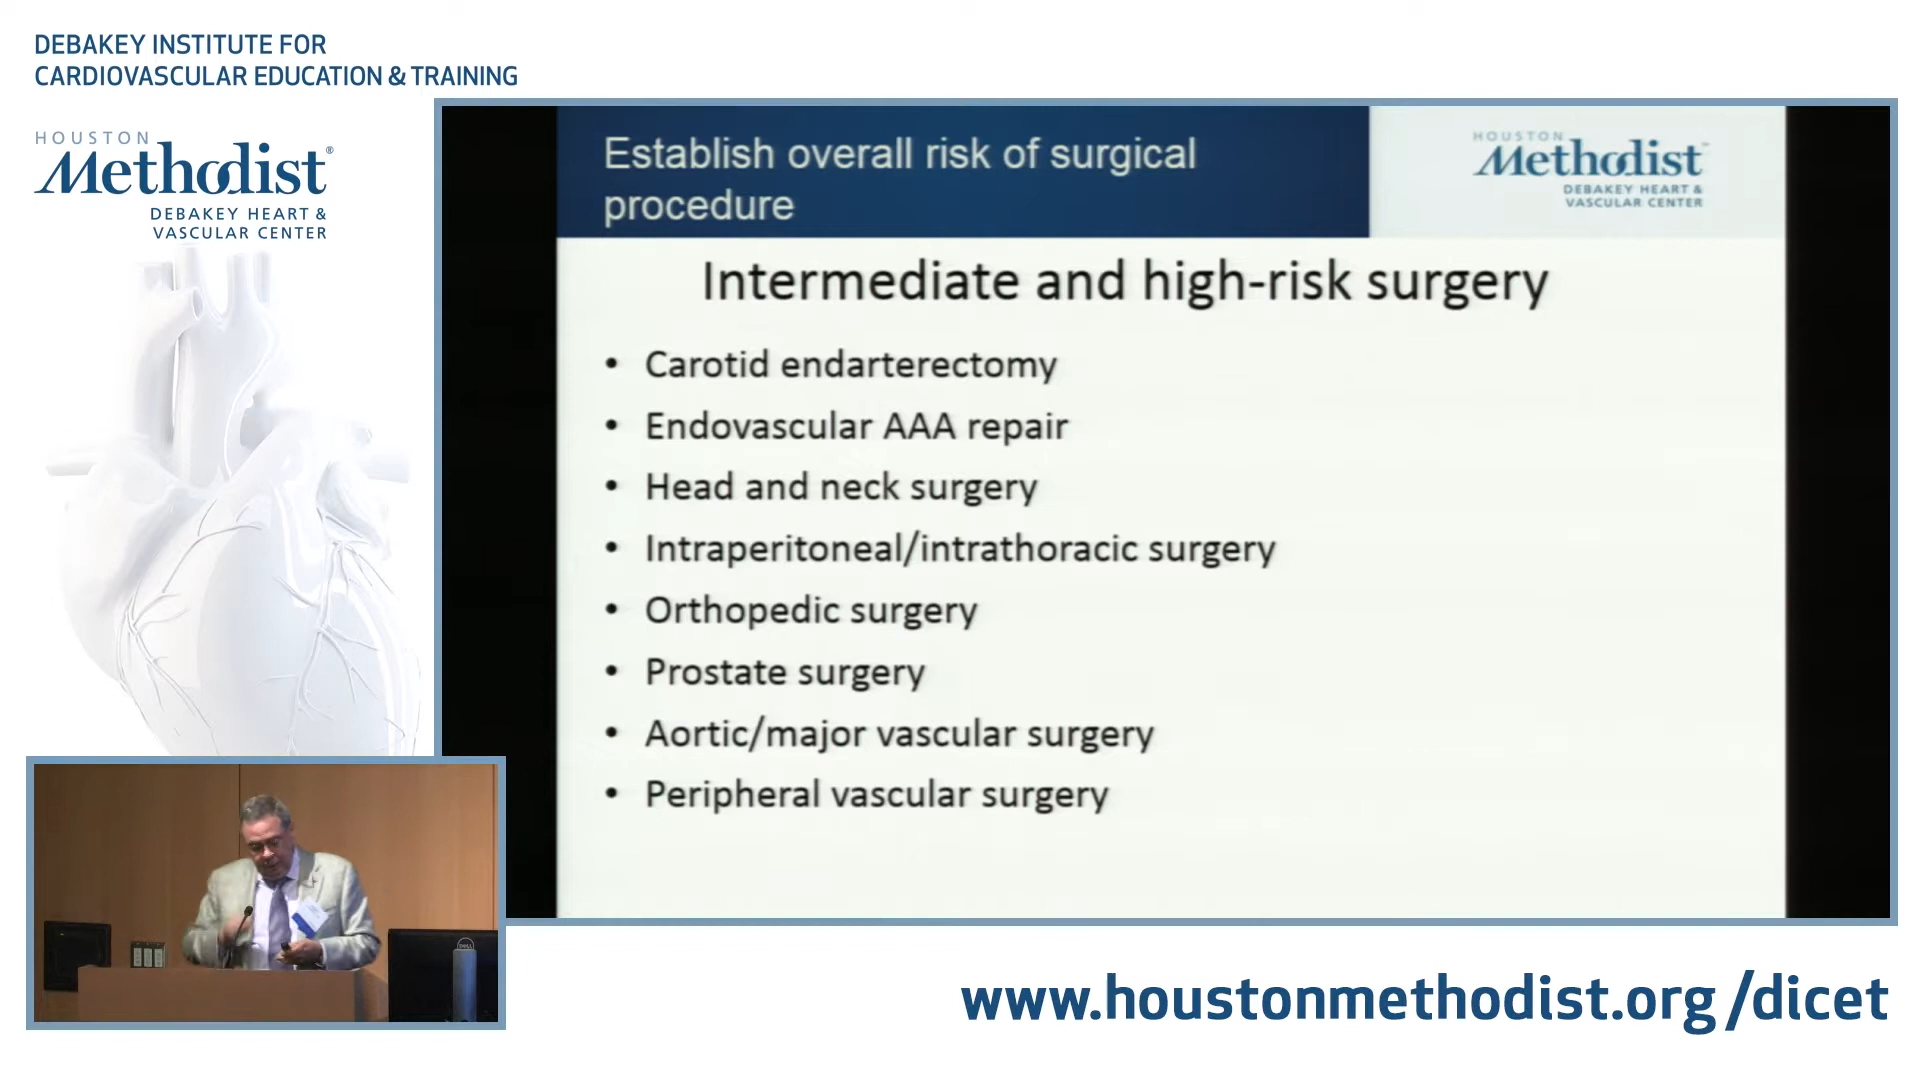 DEBAKEY INSTITUTE FOR
CARDIOVASCULAR EDUCATION & TRAINING
HOUSTON
Methodist®
DEBAKEY HEART &
VASCULAR CENTER
Establish overall risk of surgical
procedure
HOUSTON
Methodist
DEBAKEY HEART &
VASCULAR CENTER
Intermediate and high-risk surgery
• Carotid endarterectomy
• Endovascular AAA repair
• Head and neck surgery
• Intraperitoneal/intrathoracic surgery
• Orthopedic surgery
• Prostate surgery
• Aortic/major vascular surgery
• Peripheral vascular surgery
DELL
www.houstonmethodist.org/dicet